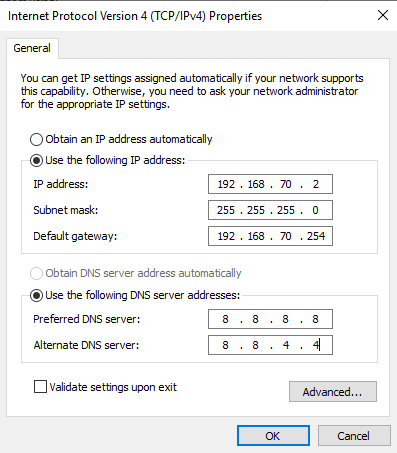 Internet Protocol Version 4 (TCP/IPv4) Properties
General
You can get IP settings assigned automatically if your network supports
this capability. Otherwise, you need to ask your network administrator
for the appropriate IP settings.
Obtain an IP address automatically
Use the following IP address:
IP address: 192 . 168 . 70 . 2
Subnet mask: 255 . 255 . 255 . 0
Default gateway: 192 . 168 . 70 . 254
Obtain DNS server address automatically
Use the following DNS server addresses:
Preferred DNS server: 8 . 8 . 8 . 8
Alternate DNS server: 8 . 8 . 4 . 4
Validate settings upon exit
Advanced...
OK Cancel